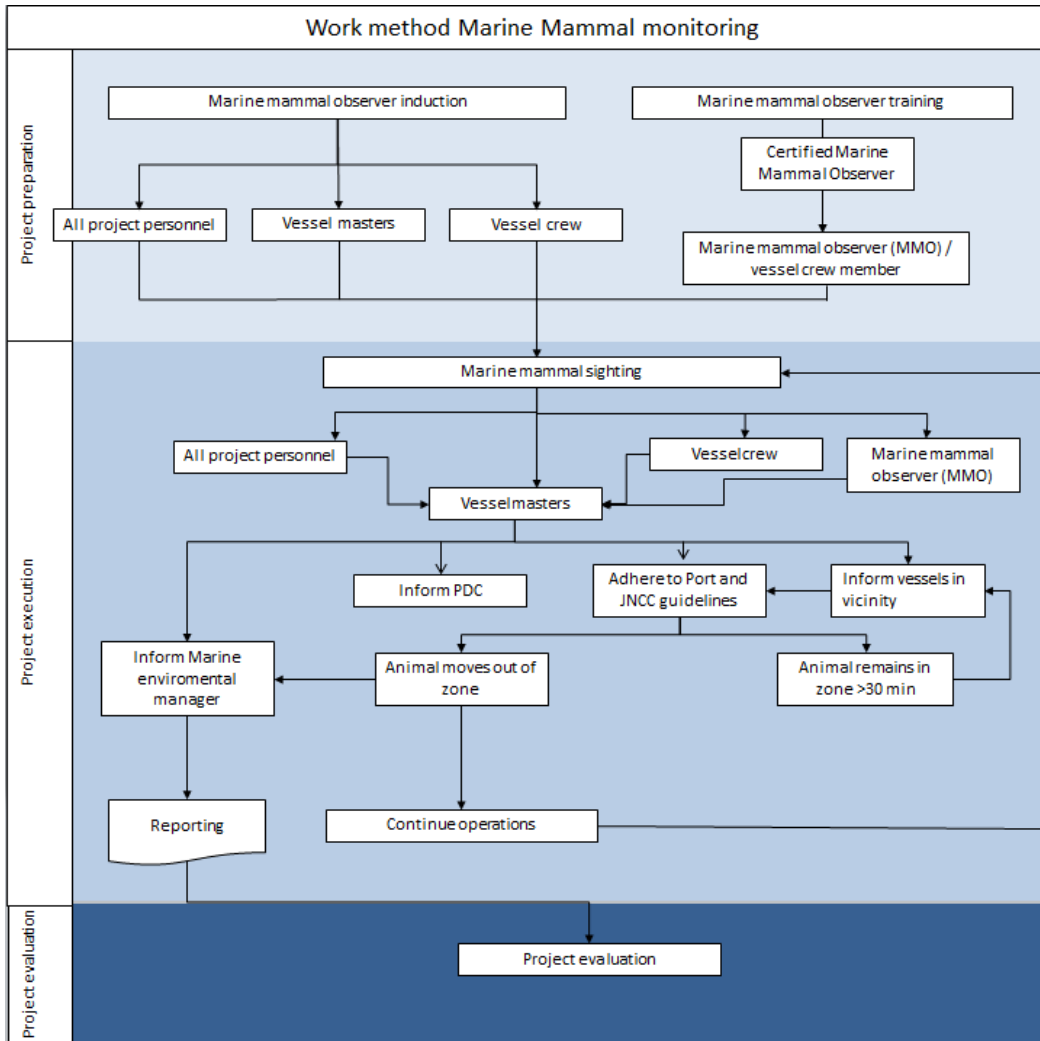 Work method Marine Mammal monitoring
Project preparation
Marine mammal observer induction
Marine mammal observer training
Certified Marine
Mammal Observer
All project personnel
Vessel masters
Vessel crew
Marine mammal observer (MMO) /
vessel crew member
Project execution
Marine mammal sighting
All project personnel
Vesselcrew
Marine mammal
observer (MMO)
Vesselmasters
Inform PDC
Adhere to Port and
JNCC guidelines
Inform vessels in
vicinity
Inform Marine
enviromental
manager
Animal moves out of
zone
Animal remains in
zone >30 min
Reporting
Continue operations
Project evaluation
Project evaluation